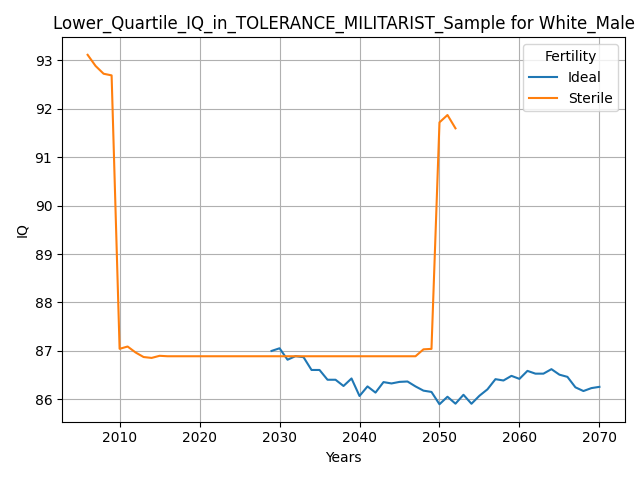 Lower_Quartile_IQ_in_TOLERANCE_MILITARIST_Sample for White_Male
Fertility
Ideal
Sterile
IQ
93
92
91
90
89
88
87
86
2010
2020
2030
2040
2050
2060
2070
Years